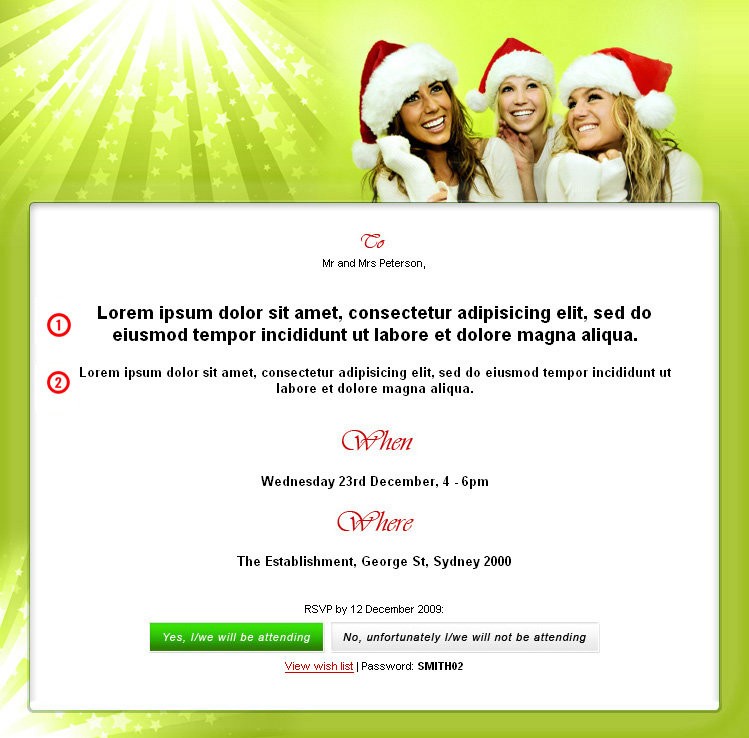 To
Mr and Mrs Peterson,
1
Lorem ipsum dolor sit amet, consectetur adipisicing elit, sed do
eiusmod tempor incididunt ut labore et dolore magna aliqua.
2
Lorem ipsum dolor sit amet, consectetur adipisicing elit, sed do eiusmod tempor incididunt ut
labore et dolore magna aliqua.
When
Wednesday 23rd December, 4 - 6pm
Where
The Establishment, George St, Sydney 2000
RSVP by 12 December 2009:
Yes, I/we will be attending
No, unfortunately I/we will not be attending
View wish list | Password: SMITH02